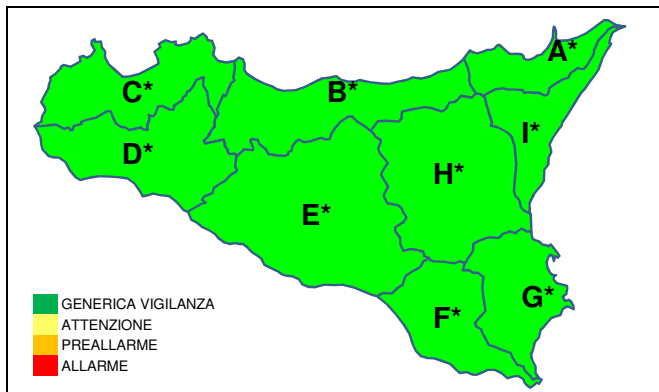 A*
B*
C*
I*
D*
H*
E*
G*
F*
GENERICA VIGILANZA
ATTENZIONE
PREALLARME
ALLARME